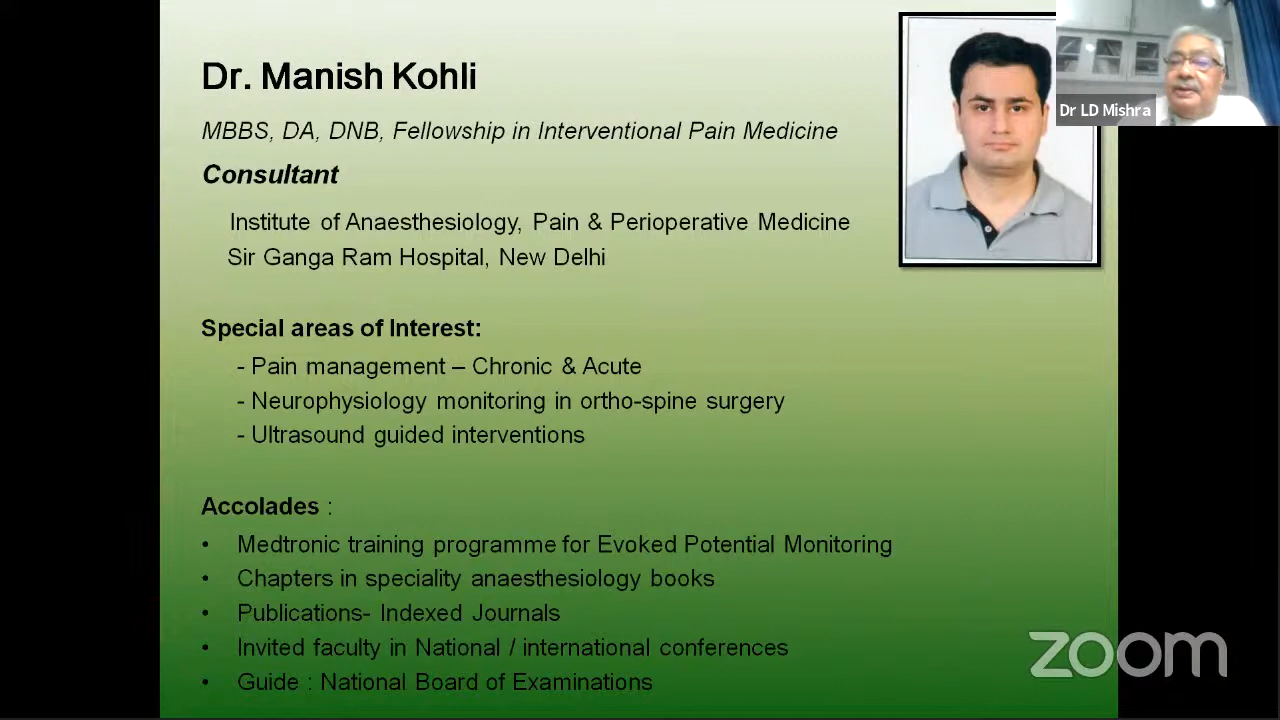 Dr. Manish Kohli
MBBS, DA, DNB, Fellowship in Interventional Pain Medicine
Consultant
Institute of Anaesthesiology, Pain & Perioperative Medicine
Sir Ganga Ram Hospital, New Delhi
Special areas of Interest:
- Pain management – Chronic & Acute
- Neurophysiology monitoring in ortho-spine surgery
- Ultrasound guided interventions
Accolades :
• Medtronic training programme for Evoked Potential Monitoring
• Chapters in speciality anaesthesiology books
• Publications- Indexed Journals
• Invited faculty in National / international conferences
• Guide : National Board of Examinations
Dr LD Mishra
zoom